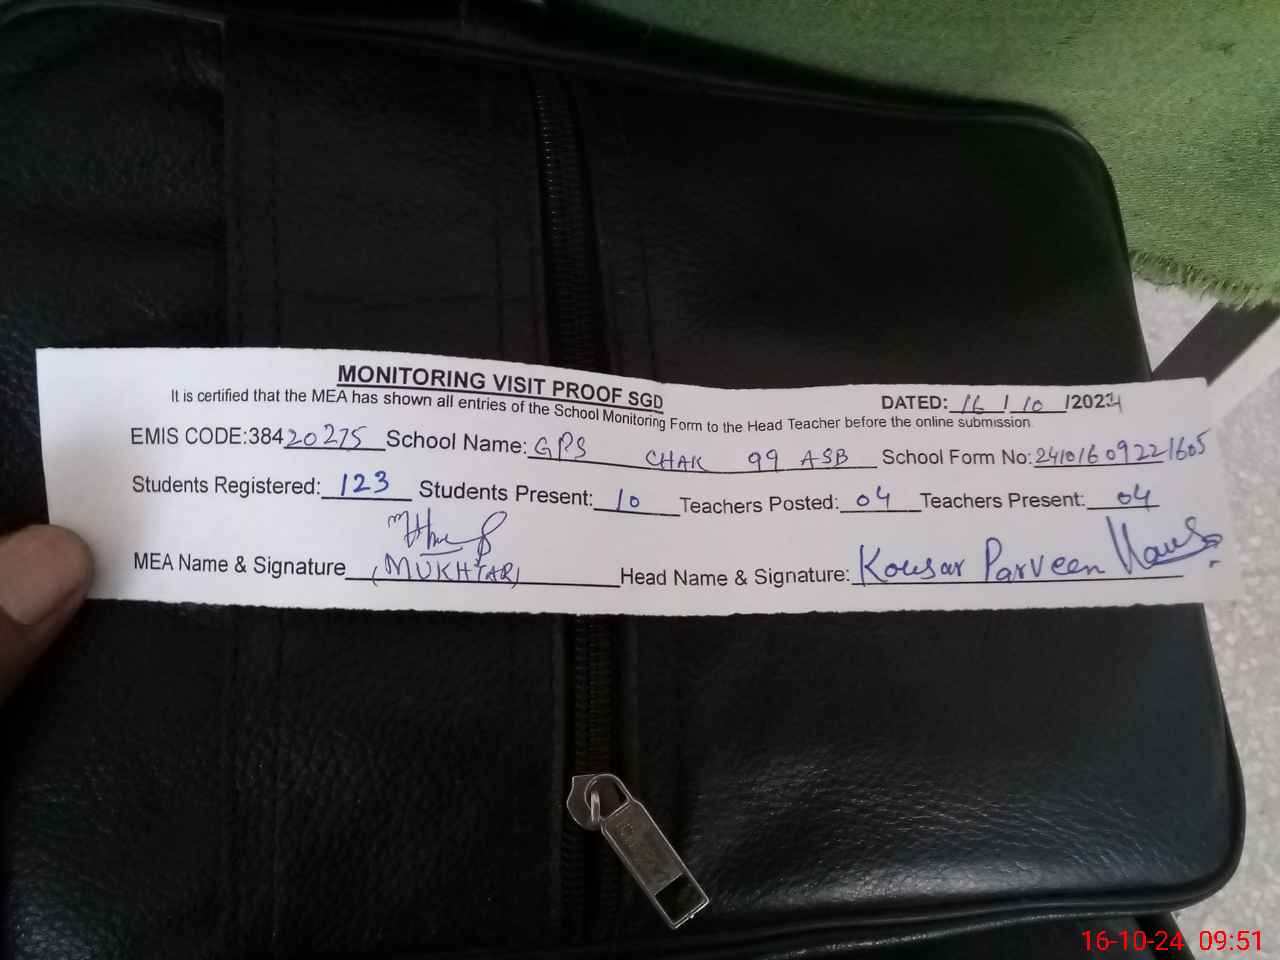 MONITORING VISIT PROOF SGD
DATED: 16 / 10 /2024
It is certified that the MEA has shown all entries of the School Monitoring Form to the Head Teacher before the online submission.
EMIS CODE:38420275 School Name: GPS CHAK 99 ASB School Form No: 24101609221605
Students Registered: 123 Students Present: 10 Teachers Posted: 04 Teachers Present: 04
MEA Name & Signature (MUKHTAR) Head Name & Signature: Kousar Parveen
16-10-24 09:51